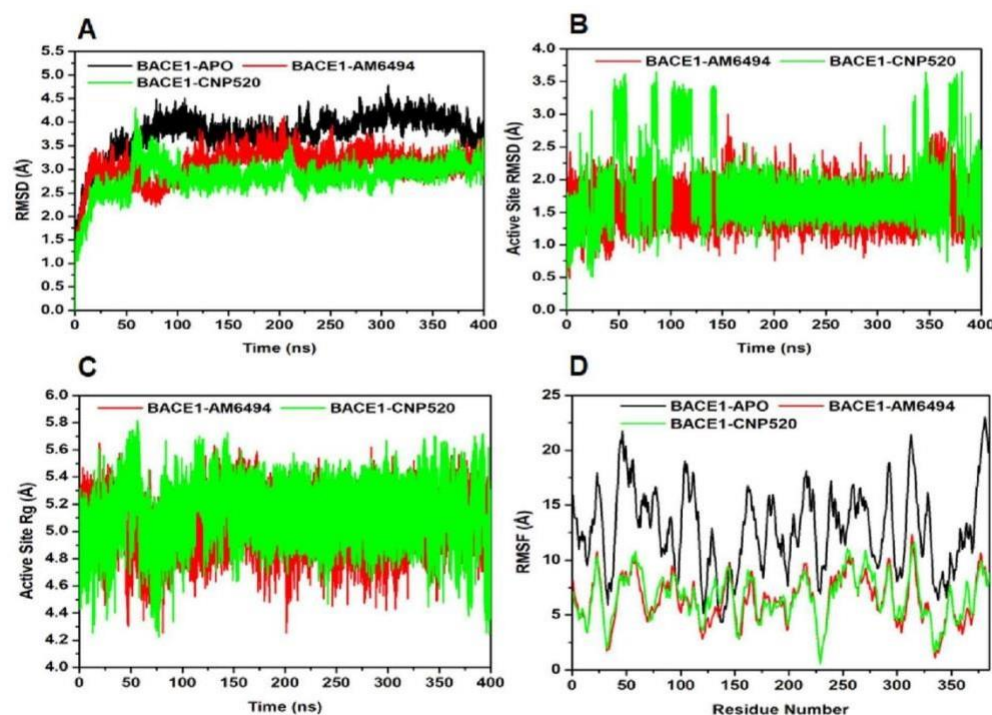 A
BACE1-APO BACE1-AM6494
BACE1-CNP520
RMSD (Å)
5.5
5.0
4.5
4.0
3.5
3.0
2.5
2.0
1.5
1.0
0.5
0.0
0 50 100 150 200 250 300 350 400
Time (ns)
B
BACE1-AM6494 BACE1-CNP520
Active Site RMSD (Å)
4.0
3.5
3.0
2.5
2.0
1.5
1.0
0.5
0.0
0 50 100 150 200 250 300 350 400
Time (ns)
C
BACE1-AM6494 BACE1-CNP520
Active Site Rg (Å)
6.0
5.8
5.6
5.4
5.2
5.0
4.8
4.6
4.4
4.2
4.0
0 50 100 150 200 250 300 350 400
Time (ns)
D
BACE1-APO BACE1-AM6494
BACE1-CNP520
RMSF (Å)
25
20
15
10
5
0
0 50 100 150 200 250 300 350
Residue Number